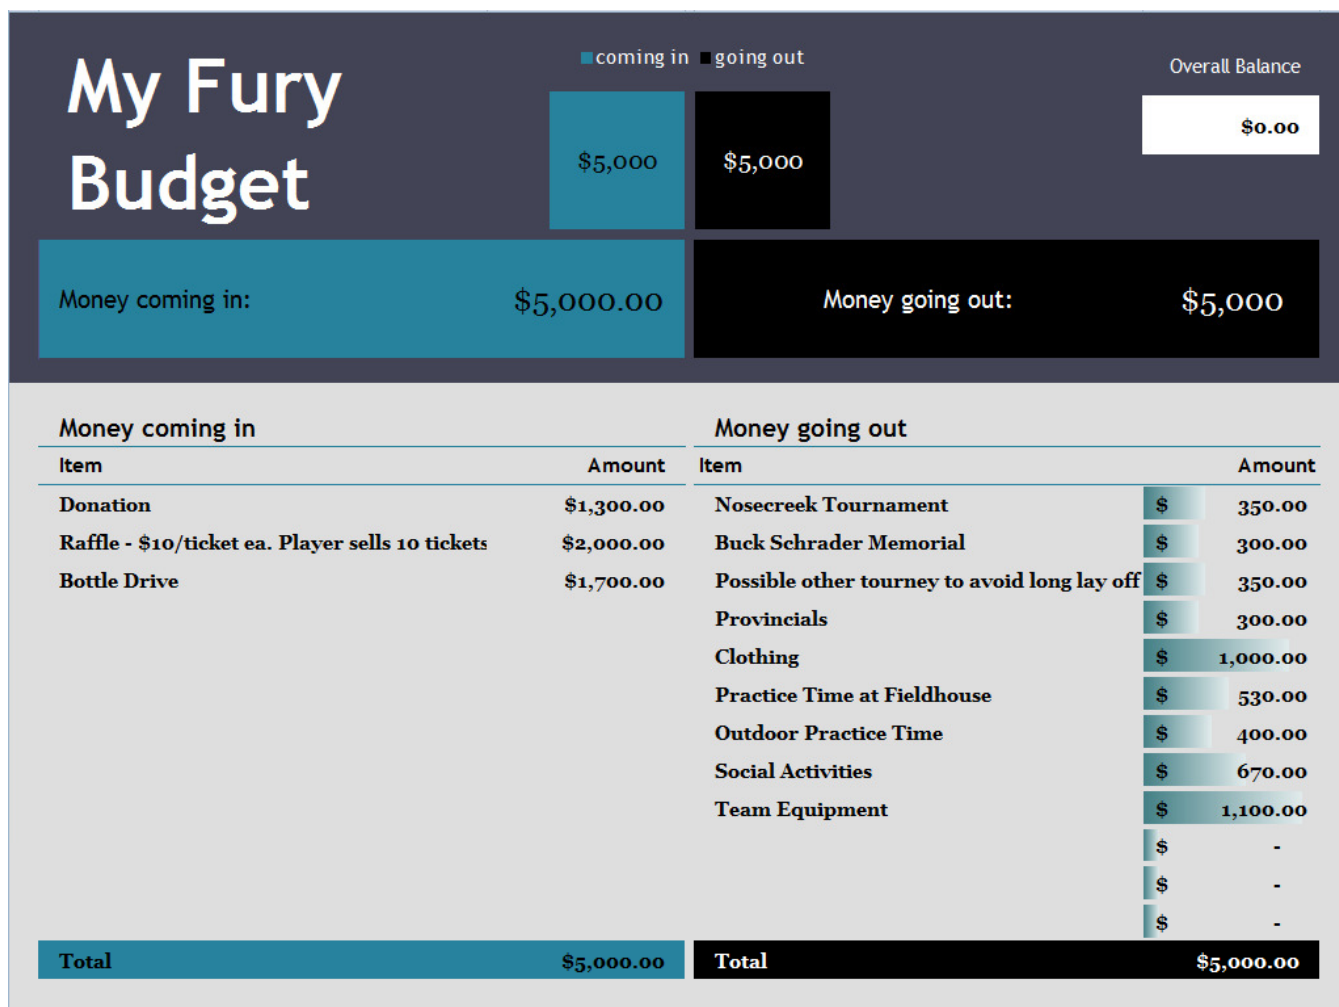 My Fury
Budget
coming in going out
$5,000 $5,000
Overall Balance
$0.00
Money coming in: $5,000.00
Money going out: $5,000
Money coming in
Item Amount
Donation $1,300.00
Raffle - $10/ticket ea. Player sells 10 tickets $2,000.00
Bottle Drive $1,700.00
Total $5,000.00
Money going out
Item Amount
Nosecreek Tournament $ 350.00
Buck Schrader Memorial $ 300.00
Possible other tourney to avoid long lay off $ 350.00
Provincials $ 300.00
Clothing $ 1,000.00
Practice Time at Fieldhouse $ 530.00
Outdoor Practice Time $ 400.00
Social Activities $ 670.00
Team Equipment $ 1,100.00
$ -
$ -
$ -
Total $5,000.00